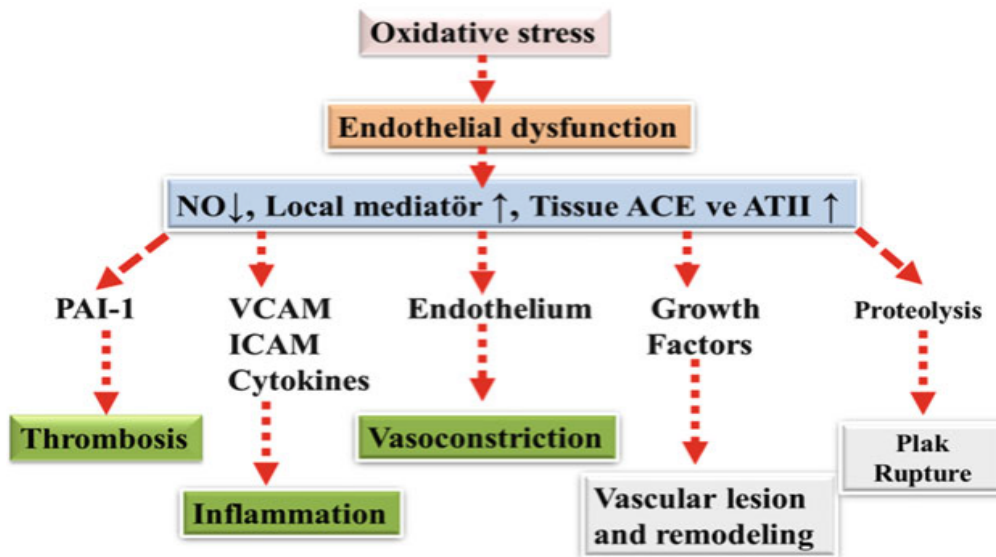 Oxidative stress
Endothelial dysfunction
NO↓, Local mediatör ↑, Tissue ACE ve ATII ↑
PAI-1
VCAM
ICAM
Cytokines
Endothelium
Growth
Factors
Proteolysis
Thrombosis
Inflammation
Vasoconstriction
Vascular lesion
and remodeling
Plak
Rupture